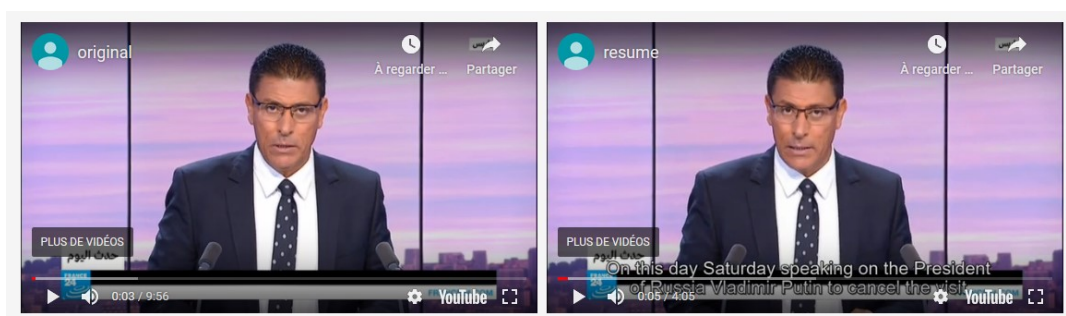 original
À regarder ...
Partager
PLUS DE VIDÉOS
حدث اليوم
FRANCE
24
0:03 / 9:56
YouTube
resume
À regarder ...
Partager
PLUS DE VIDÉOS
On this day Saturday speaking on the President
of Russia Vladimir Putin to cancel the visit
0:05 / 4:05
YouTube